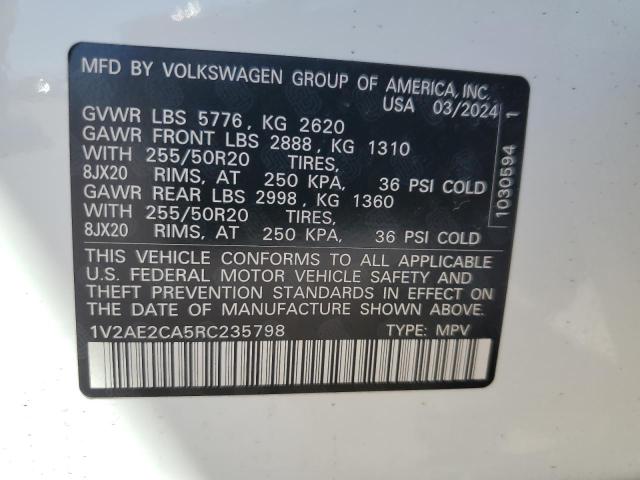 MFD BY VOLKSWAGEN GROUP OF AMERICA, INC.
USA 03/2024
GVWR LBS 5776, KG 2620
GAWR FRONT LBS 2888, KG 1310
WITH 255/50R20 TIRES,
8JX20 RIMS, AT 250 KPA, 36 PSI COLD
GAWR REAR LBS 2998, KG 1360
WITH 255/50R20 TIRES,
8JX20 RIMS, AT 250 KPA, 36 PSI COLD
1030594 1
THIS VEHICLE CONFORMS TO ALL APPLICABLE
U.S. FEDERAL MOTOR VEHICLE SAFETY AND
THEFT PREVENTION STANDARDS IN EFFECT ON
THE DATE OF MANUFACTURE SHOWN ABOVE.
1V2AE2CA5RC235798 TYPE: MPV